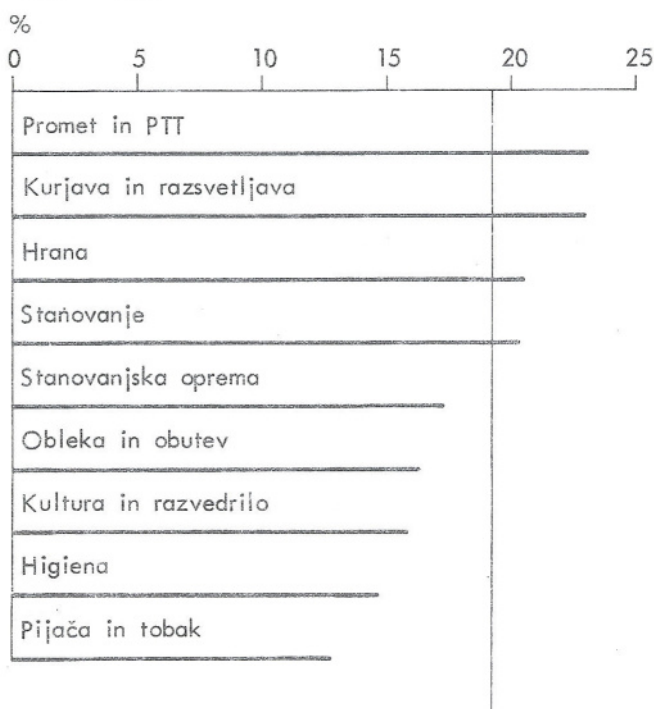 %
0 5 10 15 20 25
Promet in PTT
Kurjava in razsvetljava
Hrana
Stanovanje
Stanovanjska oprema
Obleka in obutev
Kultura in razvedrilo
Higiena
Pijača in tobak